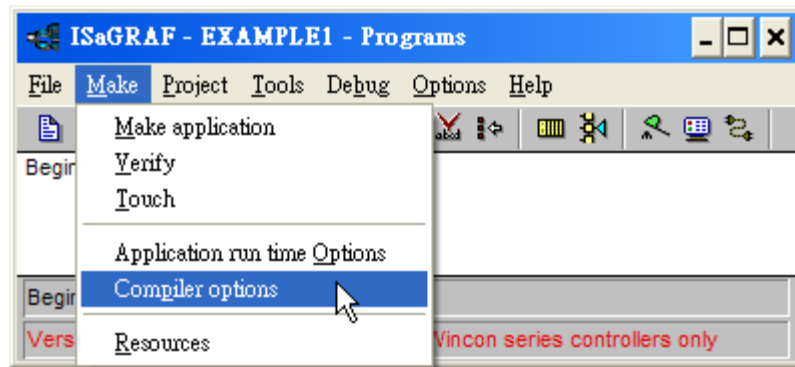 ISaGRAF - EXAMPLE1 - Programs
File Make Project Tools Debug Options Help
Make application
Verify
Touch
Application run time Options
Compiler options
Resources
Begin
Begin
Vers
Wincon series controllers only